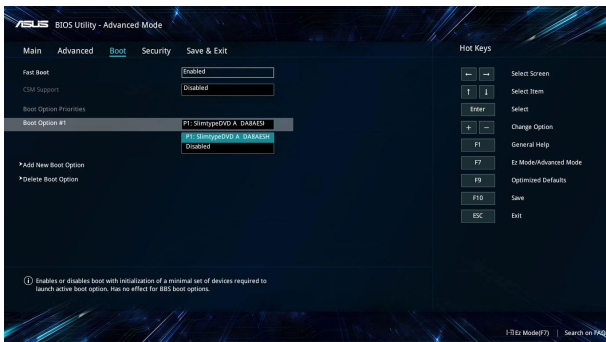 ASUS BIOS Utility - Advanced Mode
Main Advanced Boot Security Save & Exit
Hot Keys
Fast Boot Enabled
CSM Support Disabled
Boot Option Priorities
Boot Option #1 P1: SlimtypeDVD A DA8AESI
P1: SlimtypeDVD A DA8AESH
Disabled
Add New Boot Option
Delete Boot Option
← → Select Screen
↑ ↓ Select Item
Enter Select
+ − Change Option
F1 General Help
F7 Ez Mode/Advanced Mode
F9 Optimized Defaults
F10 Save
ESC Exit
Enables or disables boot with initialization of a minimal set of devices required to
launch active boot option. Has no effect for BBS boot options.
Ez Mode(F7) | Search on FAQ